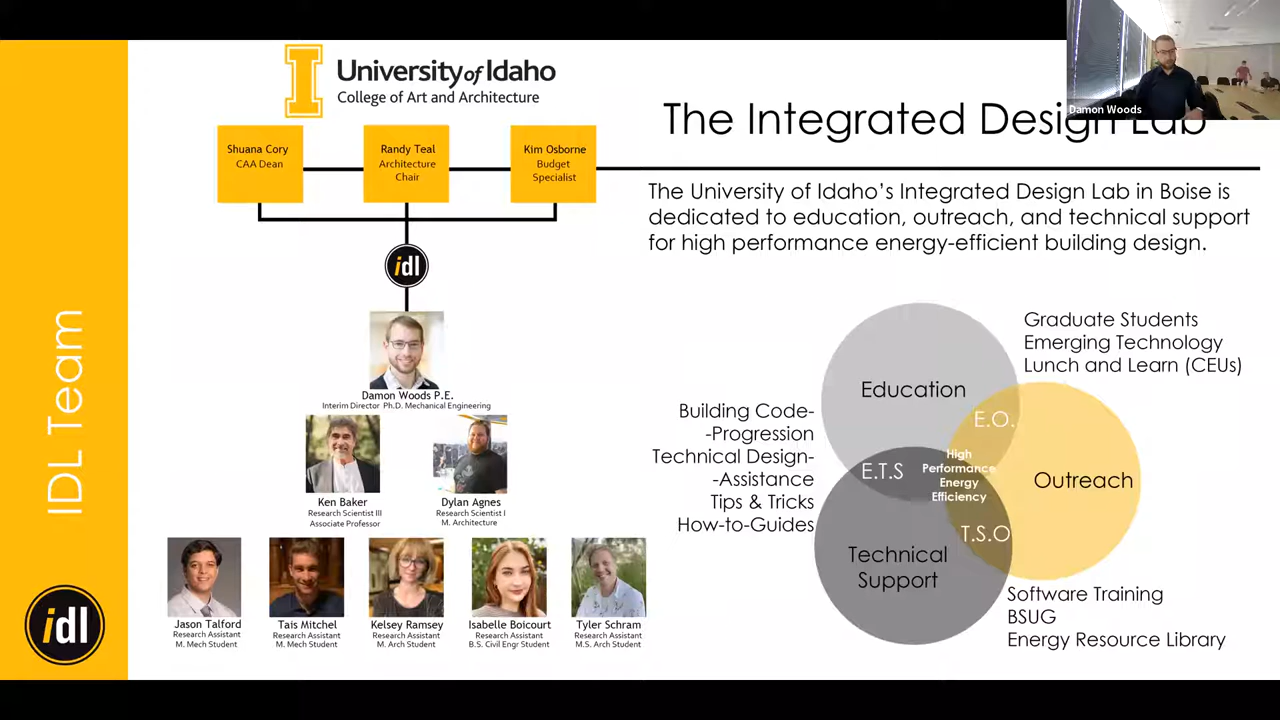 University of Idaho
College of Art and Architecture
Shuana Cory
CAA Dean
Randy Teal
Architecture
Chair
Kim Osborne
Budget
Specialist
idl
Damon Woods P.E.
Interim Director Ph.D. Mechanical Engineering
Ken Baker
Research Scientist III
Associate Professor
Dylan Agnes
Research Scientist I
M. Architecture
Jason Talford
Research Assistant
M. Mech Student
Tais Mitchel
Research Assistant
M. Mech Student
Kelsey Ramsey
Research Assistant
M. Arch Student
Isabelle Boicourt
Research Assistant
B.S. Civil Engr Student
Tyler Schram
Research Assistant
M.S. Arch Student
IDL Team
idl
Damon Woods
The Integrated Design Lab
The University of Idaho's Integrated Design Lab in Boise is
dedicated to education, outreach, and technical support
for high performance energy-efficient building design.
Graduate Students
Emerging Technology
Lunch and Learn (CEUs)
Education
E.O.
Building Code-
-Progression
Technical Design-
-Assistance
Tips & Tricks
How-to-Guides
E.T.S
High
Performance
Energy
Efficiency
Outreach
T.S.O
Technical
Support
Software Training
BSUG
Energy Resource Library